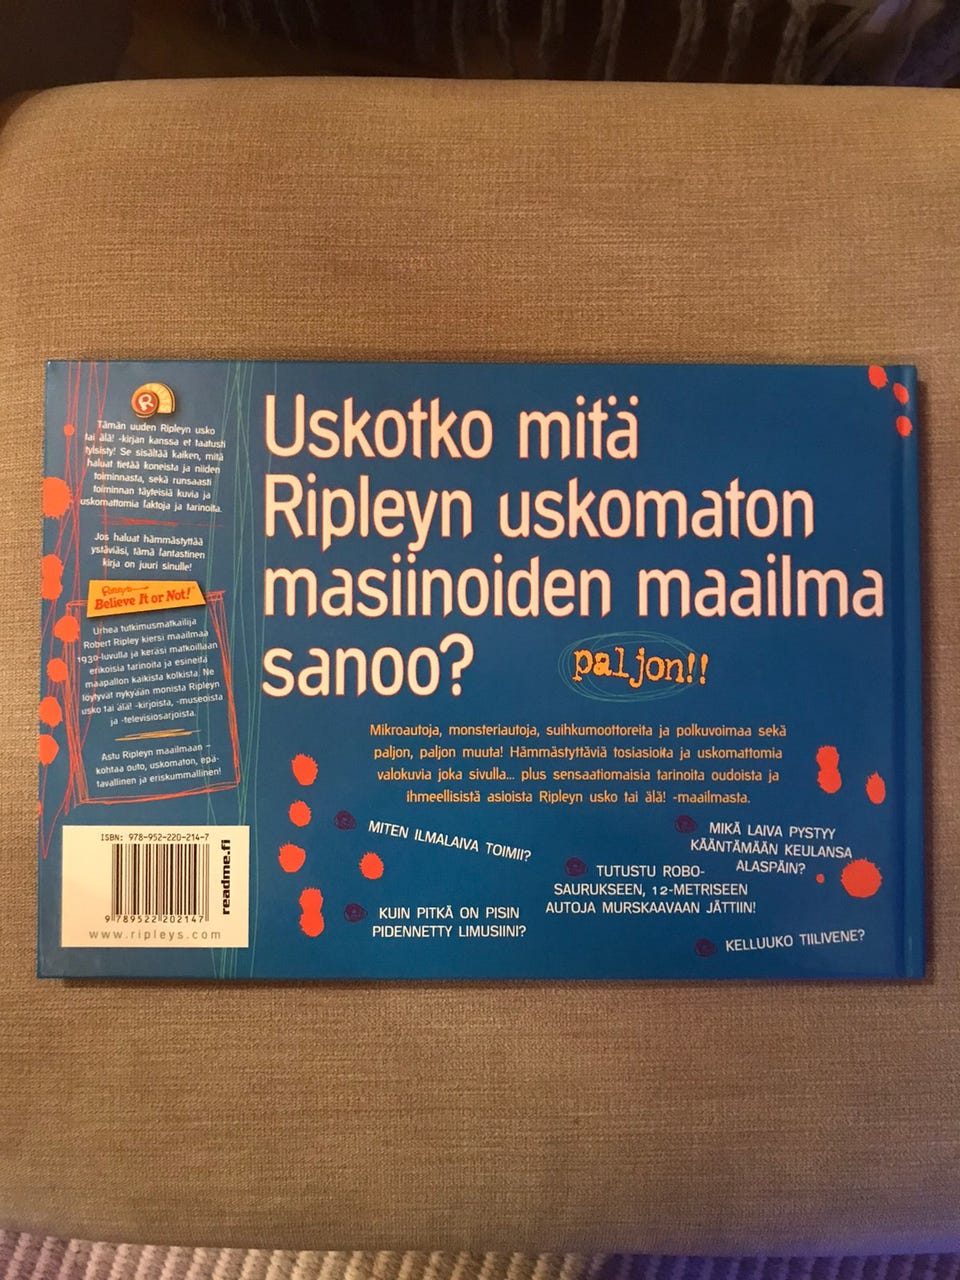 R
Tämän uuden Ripleyn usko
tai älä! -kirjan kanssa et taatusti
tylsisty! Se sisältää kaiken, mitä
haluat tietää koneista ja niiden
toiminnasta, sekä runsaasti
toiminnan täyteisiä kuvia ja
uskomattomia faktoja ja tarinoita.
Jos haluat hämmästyttää
ystäviäsi, tämä fantastinen
kirja on juuri sinulle!
Ripley's
Believe It or Not!
Urhea tutkimusmatkailija
Robert Ripley kiersi maailmaa
1930-luvulla ja keräsi matkoillaan
erikoisia tarinoita ja esineitä
maapallon kaikista kolkista. Ne
löytyvät nykyään monista Ripleyn
usko tai älä! -kirjoista, -museoista
ja -televisiosarjoista.
Astu Ripleyn maailmaan –
kohtaa outo, uskomaton, epä-
tavallinen ja eriskummallinen!
ISBN: 978-952-220-214-7
9 789522 202147
readme.fi
www.ripleys.com
Uskotko mitä
Ripleyn uskomaton
masiinoiden maailma
sanoo?
paljon!!
Mikroautoja, monsteriautoja, suihkumoottoreita ja polkuvoimaa sekä
paljon, paljon muuta! Hämmästyttäviä tosiasioita ja uskomattomia
valokuvia joka sivulla... plus sensaatiomaisia tarinoita oudoista ja
ihmeellisistä asioista Ripleyn usko tai älä! -maailmasta.
MITEN ILMALAIVA TOIMII?
MIKÄ LAIVA PYSTYY
KÄÄNTÄMÄÄN KEULANSA
ALASPÄIN?
TUTUSTU ROBO-
SAURUKSEEN, 12-METRISEEN
AUTOJA MURSKAAVAAN JÄTTIIN!
KUIN PITKÄ ON PISIN
PIDENNETTY LIMUSIINI?
KELLUUKO TIILIVENE?